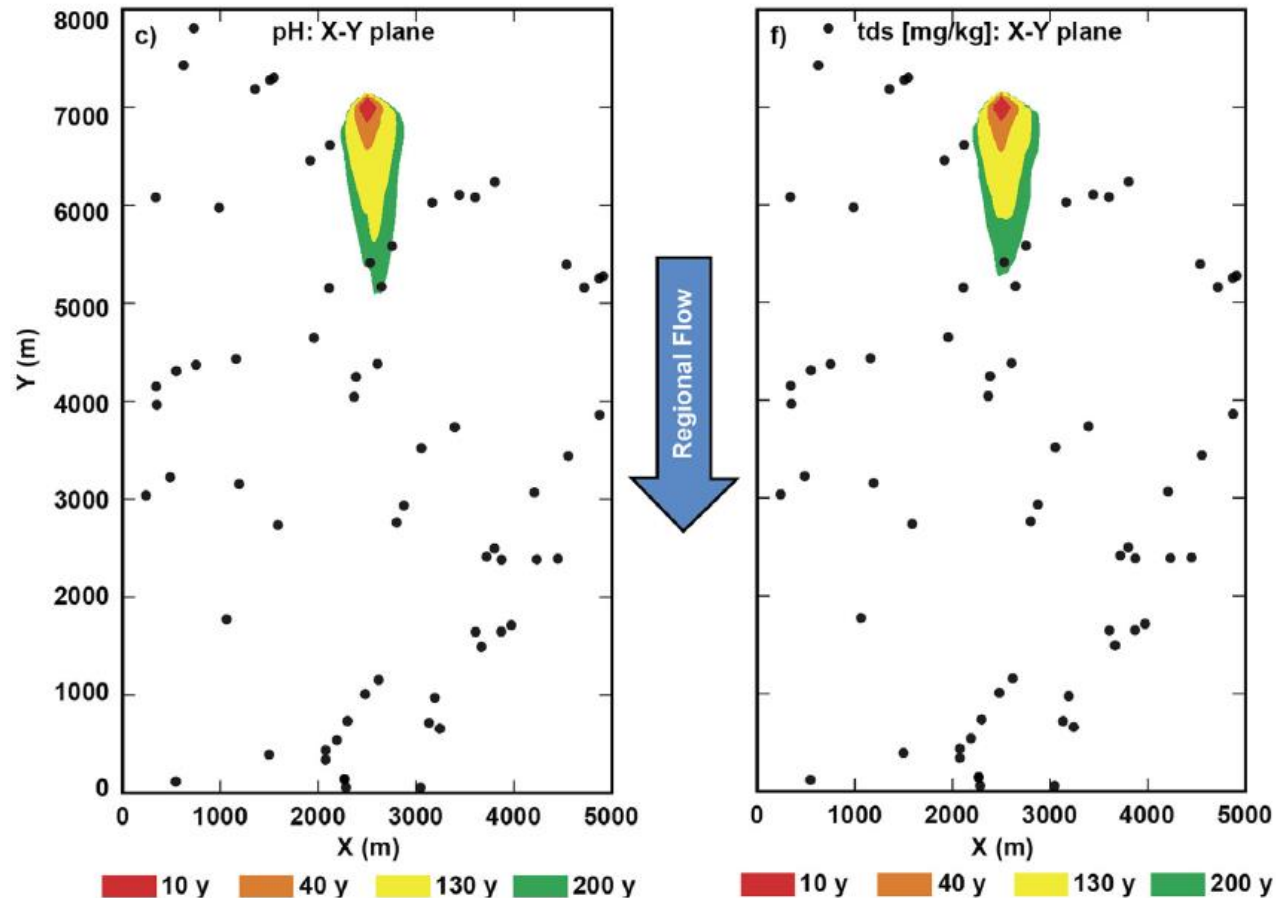 c) pH: X-Y plane
8000
7000
6000
5000
4000
3000
2000
1000
0
Y (m)
0 1000 2000 3000 4000 5000
X (m)
10 y 40 y 130 y 200 y
Regional Flow
f) tds [mg/kg]: X-Y plane
0 1000 2000 3000 4000 5000
X (m)
10 y 40 y 130 y 200 y